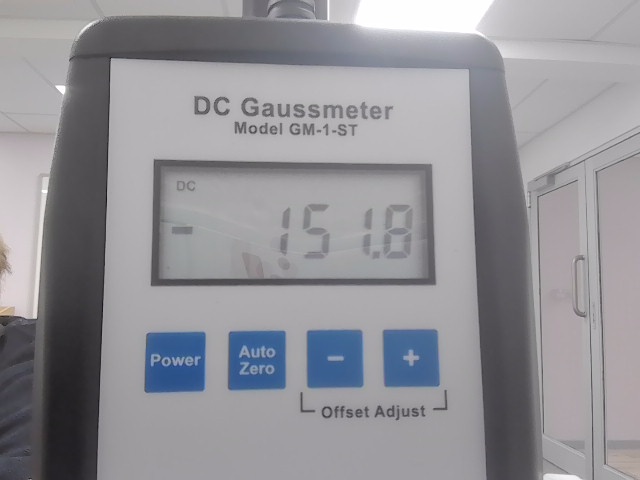 DC Gaussmeter
Model GM-1-ST
DC
- 151.8
Power
Auto
Zero
-
+
Offset Adjust